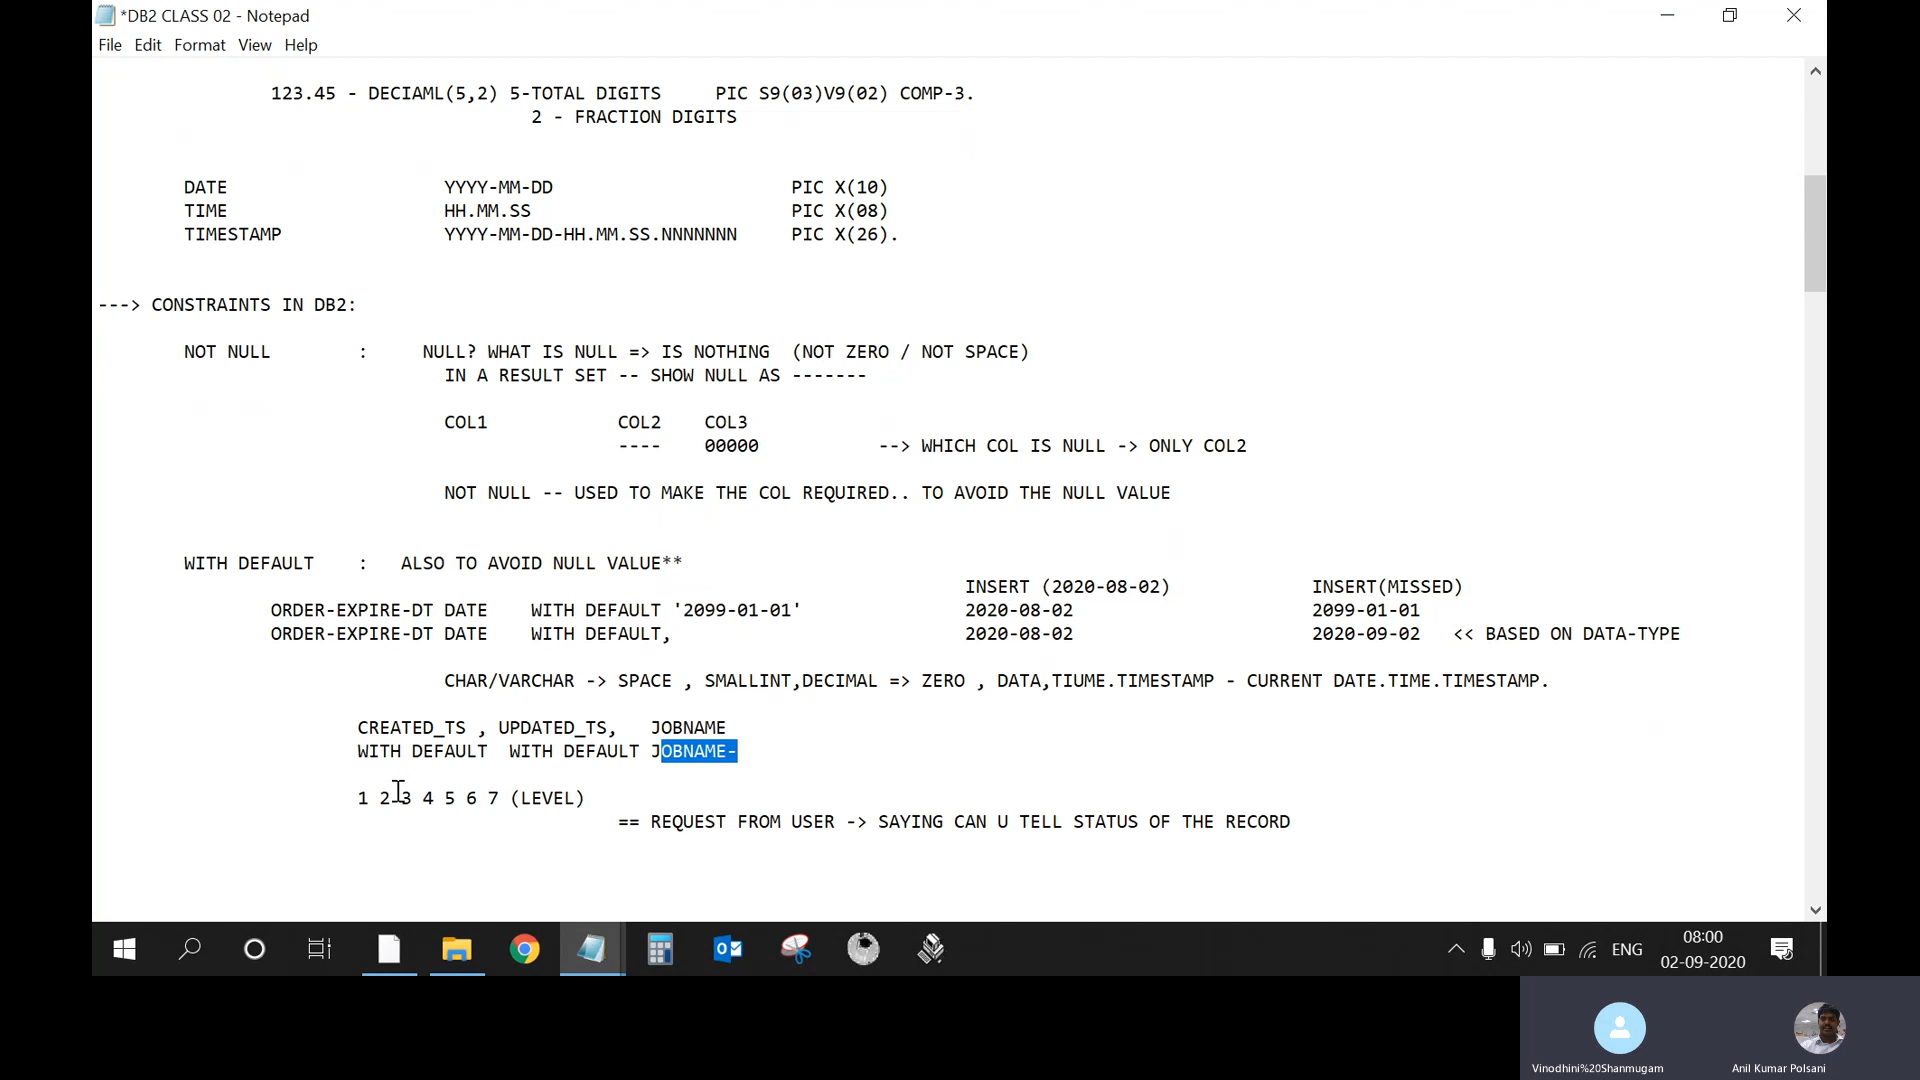 *DB2 CLASS 02 - Notepad
File Edit Format View Help
123.45 - DECIAML(5,2) 5-TOTAL DIGITS PIC S9(03)V9(02) COMP-3.
2 - FRACTION DIGITS
DATE YYYY-MM-DD PIC X(10)
TIME HH.MM.SS PIC X(08)
TIMESTAMP YYYY-MM-DD-HH.MM.SS.NNNNNNN PIC X(26).
---> CONSTRAINTS IN DB2:
NOT NULL : NULL? WHAT IS NULL => IS NOTHING (NOT ZERO / NOT SPACE)
IN A RESULT SET -- SHOW NULL AS -------
COL1 COL2 COL3
---- 00000 --> WHICH COL IS NULL -> ONLY COL2
NOT NULL -- USED TO MAKE THE COL REQUIRED.. TO AVOID THE NULL VALUE
WITH DEFAULT : ALSO TO AVOID NULL VALUE**
INSERT (2020-08-02) INSERT(MISSED)
ORDER-EXPIRE-DT DATE WITH DEFAULT '2099-01-01' 2020-08-02 2099-01-01
ORDER-EXPIRE-DT DATE WITH DEFAULT, 2020-08-02 2020-09-02 << BASED ON DATA-TYPE
CHAR/VARCHAR -> SPACE , SMALLINT,DECIMAL => ZERO , DATA,TIUME.TIMESTAMP - CURRENT DATE.TIME.TIMESTAMP.
CREATED_TS , UPDATED_TS, JOBNAME
WITH DEFAULT WITH DEFAULT JOBNAME-
1 2 3 4 5 6 7 (LEVEL)
== REQUEST FROM USER -> SAYING CAN U TELL STATUS OF THE RECORD
ENG
08:00
02-09-2020
Vinodhini%20Shanmugam Anil Kumar Polsani